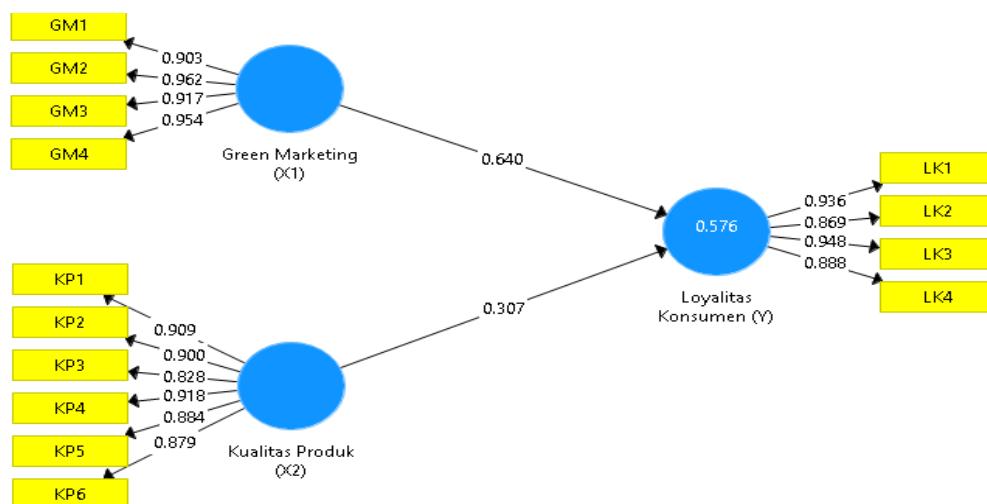 GM1
GM2
GM3
GM4
0.903
0.962
0.917
0.954
Green Marketing
(X1)
0.640
KP1
KP2
KP3
KP4
KP5
KP6
0.909
0.900
0.828
0.918
0.884
0.879
Kualitas Produk
(X2)
0.307
0.576
Loyalitas
Konsumen (Y)
0.936
0.869
0.948
0.888
LK1
LK2
LK3
LK4